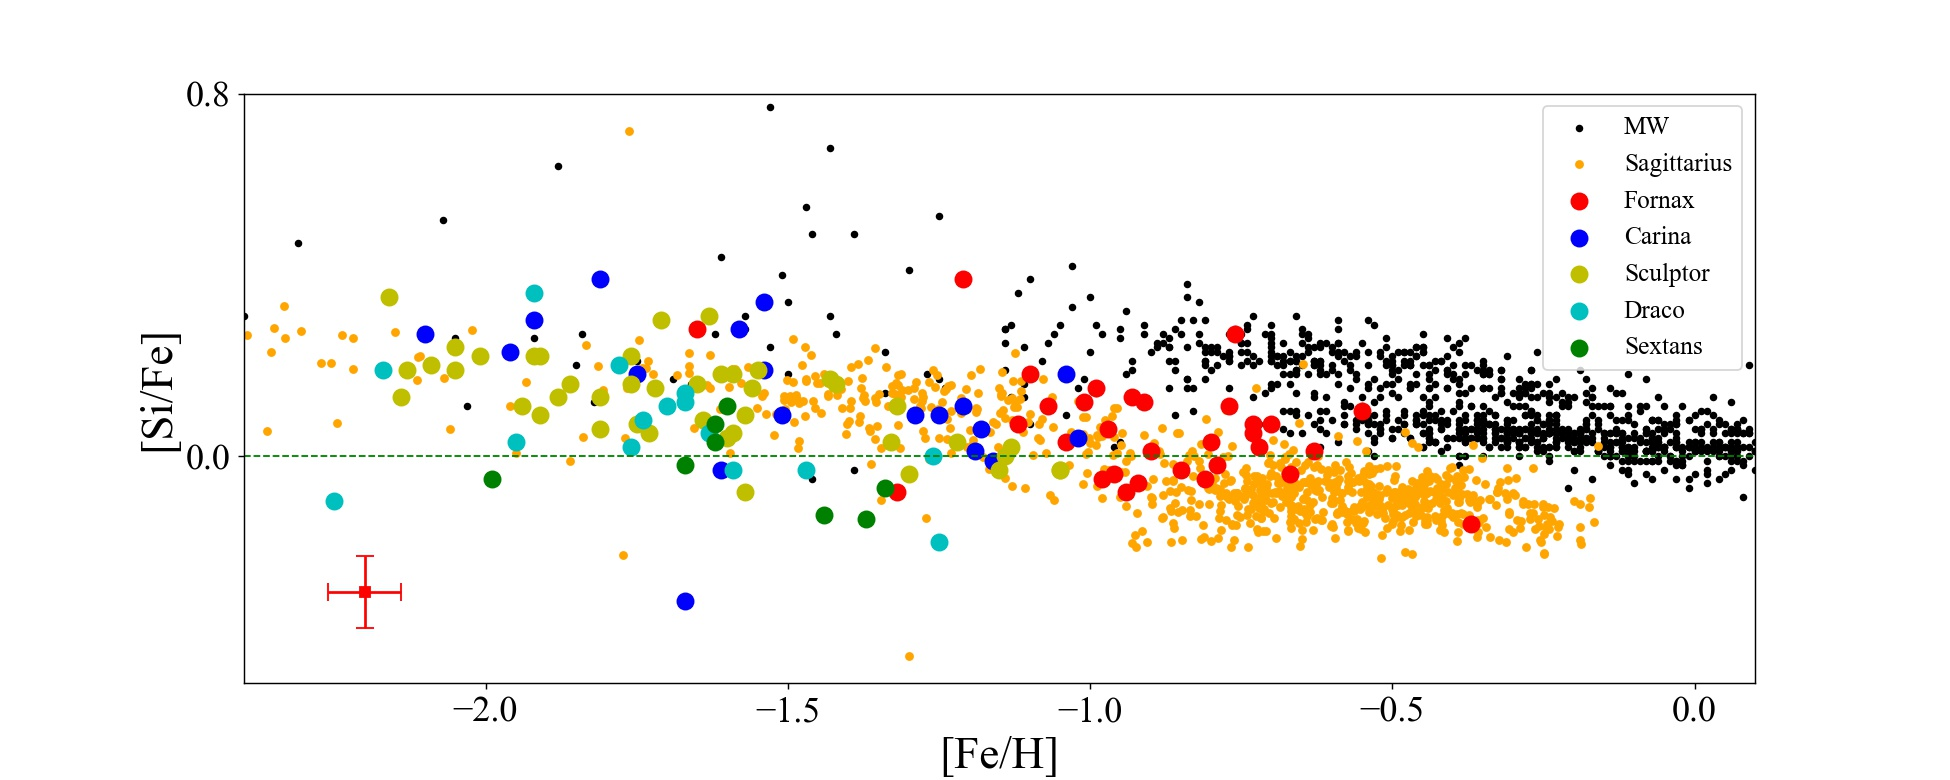 0.8
0.0
[Si/Fe]
MW
Sagittarius
Fornax
Carina
Sculptor
Draco
Sextans
−2.0
−1.5
−1.0
−0.5
0.0
[Fe/H]